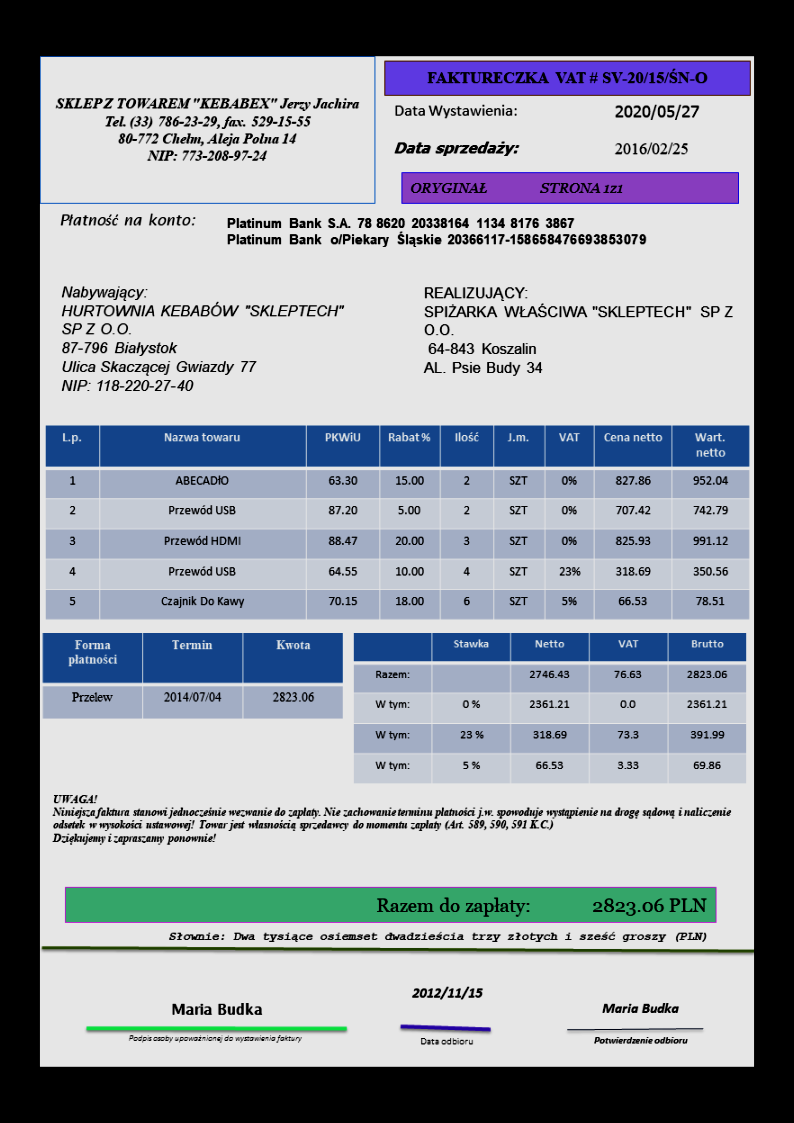 SKLEP Z TOWAREM "KEBABEX" Jerzy Jachira
Tel. (33) 786-23-29, fax. 529-15-55
80-772 Chełm, Aleja Polna 14
NIP: 773-208-97-24
FAKTURECZKA VAT # SV-20/15/ŚN-O
Data Wystawienia: 2020/05/27
Data sprzedaży: 2016/02/25
ORYGINAŁ STRONA 1z1
Płatność na konto: Platinum Bank S.A. 78 8620 20338164 1134 8176 3867
Platinum Bank o/Piekary Śląskie 20366117-158658476693853079
Nabywający:
HURTOWNIA KEBABÓW "SKLEPTECH"
SP Z O.O.
87-796 Białystok
Ulica Skaczącej Gwiazdy 77
NIP: 118-220-27-40
REALIZUJĄCY:
SPIŻARKA WŁAŚCIWA "SKLEPTECH" SP Z
O.O.
64-843 Koszalin
AL. Psie Budy 34
L.p. Nazwa towaru PKWiU Rabat % Ilość J.m. VAT Cena netto Wart. netto
1 ABECADŁO 63.30 15.00 2 SZT 0% 827.86 952.04
2 Przewód USB 87.20 5.00 2 SZT 0% 707.42 742.79
3 Przewód HDMI 88.47 20.00 3 SZT 0% 825.93 991.12
4 Przewód USB 64.55 10.00 4 SZT 23% 318.69 350.56
5 Czajnik Do Kawy 70.15 18.00 6 SZT 5% 66.53 78.51
Forma płatności Termin Kwota
Przelew 2014/07/04 2823.06
Stawka Netto VAT Brutto
Razem: 2746.43 76.63 2823.06
W tym: 0 % 2361.21 0.0 2361.21
W tym: 23 % 318.69 73.3 391.99
W tym: 5 % 66.53 3.33 69.86
UWAGA!
Niniejsza faktura stanowi jednocześnie wezwanie do zapłaty. Nie zachowanie terminu płatności j.w. spowoduje wystąpienie na drogę sądową i naliczenie
odsetek w wysokości ustawowej! Towar jest własnością sprzedawcy do momentu zapłaty (Art. 589, 590, 591 K.C.)
Dziękujemy i zapraszamy ponownie!
Razem do zapłaty: 2823.06 PLN
Słownie: Dwa tysiące osiemset dwadzieścia trzy złotych i sześć groszy (PLN)
Maria Budka
Podpis osoby upoważnionej do wystawienia faktury
2012/11/15
Data odbioru
Maria Budka
Potwierdzenie odbioru